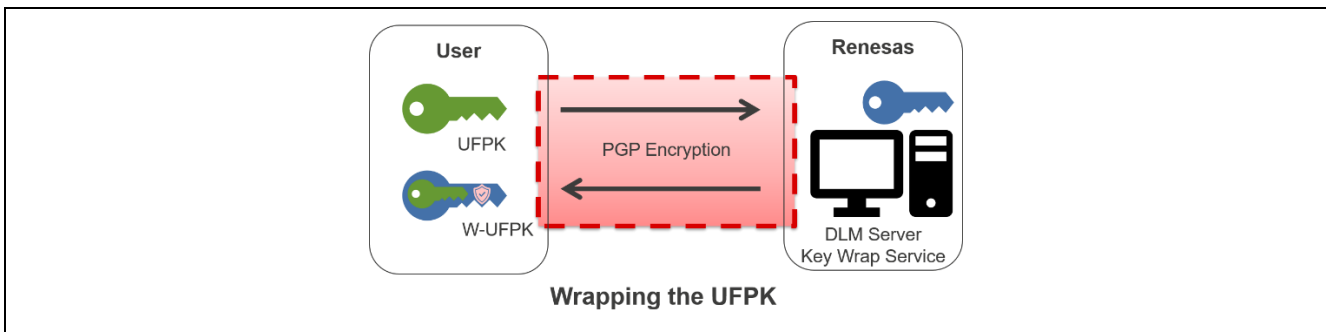 User
Renesas
UFPK
PGP Encryption
W-UFPK
DLM Server
Key Wrap Service
Wrapping the UFPK